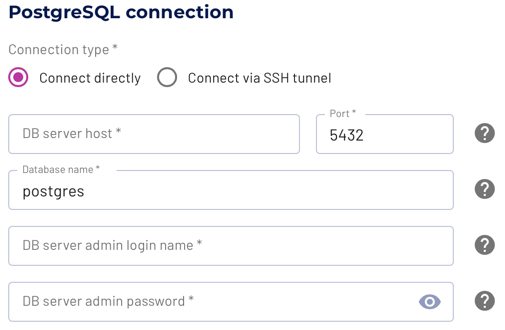 PostgreSQL connection
Connection type *
Connect directly Connect via SSH tunnel
DB server host *
Port *
5432
?
Database name *
postgres
?
DB server admin login name *
?
DB server admin password *
?